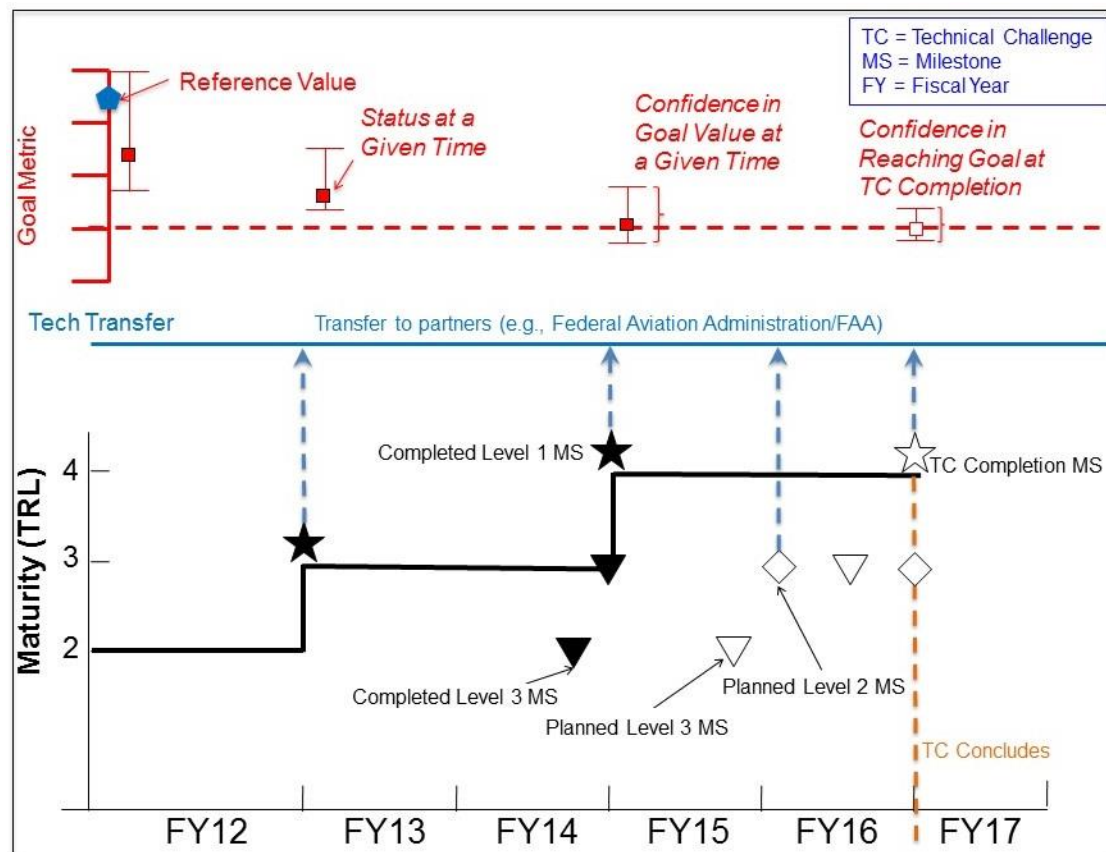 TC = Technical Challenge
MS = Milestone
FY = Fiscal Year
Reference Value
Status at a
Given Time
Confidence in
Goal Value at
a Given Time
Confidence in
Reaching Goal at
TC Completion
Goal Metric
Tech Transfer
Transfer to partners (e.g., Federal Aviation Administration/FAA)
Completed Level 1 MS
TC Completion MS
Maturity (TRL)
4
3
2
Completed Level 3 MS
Planned Level 3 MS
Planned Level 2 MS
TC Concludes
FY12
FY13
FY14
FY15
FY16
FY17